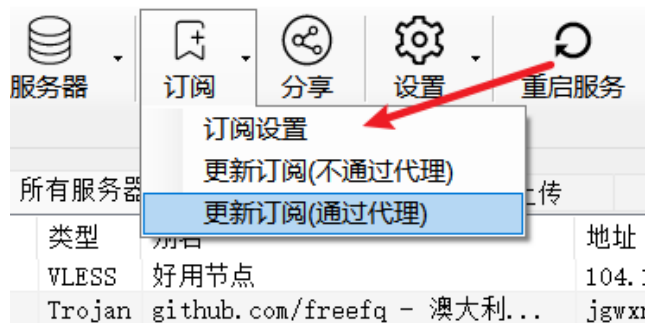 服务器 订阅 分享 设置 重启服务
订阅设置
更新订阅(不通过代理)
所有服务器 上传
更新订阅(通过代理)
类型 别名 地址
VLESS 好用节点 104.
Trojan github.com/freefq - 澳大利... jgwx